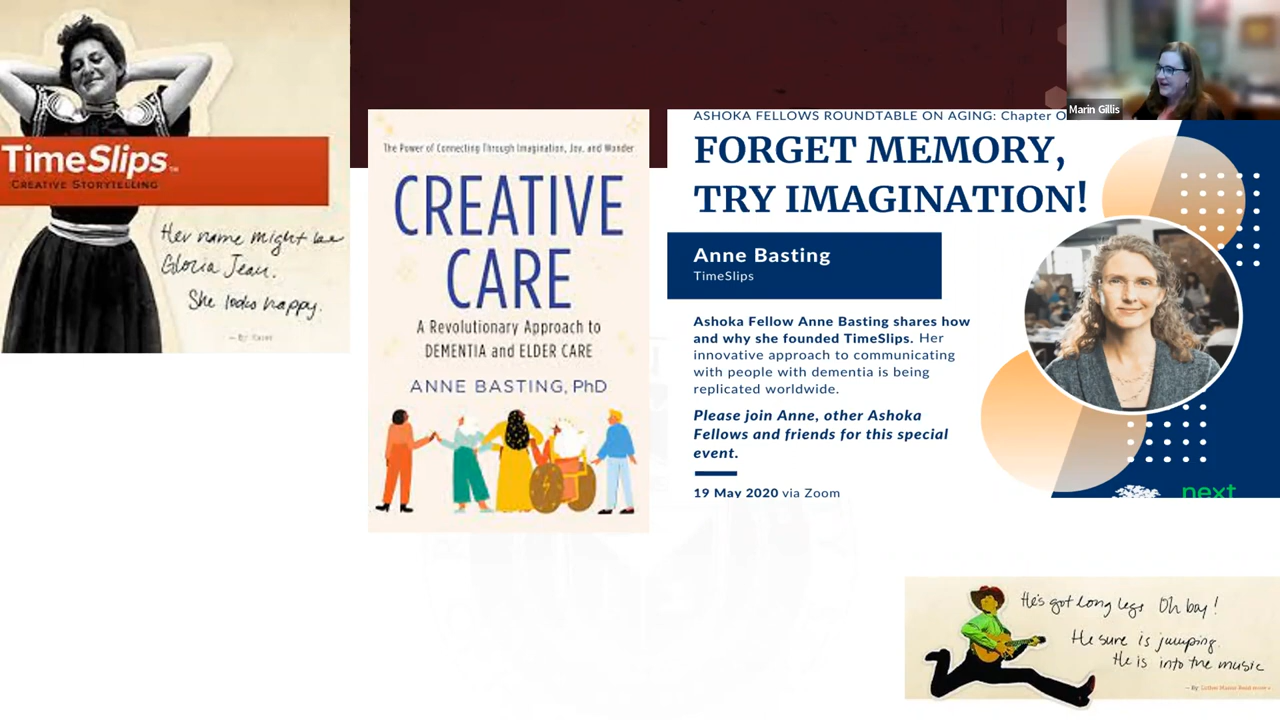 TimeSlips™
CREATIVE STORYTELLING
Her name might be
Gloria Jean.
She looks happy.
The Power of Connecting Through Imagination, Joy, and Wonder
CREATIVE
CARE
A Revolutionary Approach to
DEMENTIA and ELDER CARE
ANNE BASTING, PhD
ASHOKA FELLOWS ROUNDTABLE ON AGING: Chapter
FORGET MEMORY,
TRY IMAGINATION!
Anne Basting
TimeSlips
Ashoka Fellow Anne Basting shares how
and why she founded TimeSlips. Her
innovative approach to communicating
with people with dementia is being
replicated worldwide.
Please join Anne, other Ashoka
Fellows and friends for this special
event.
19 May 2020 via Zoom
next
Marin Gillis
He's got long legs Oh boy!
He sure is jumping.
He is into the music